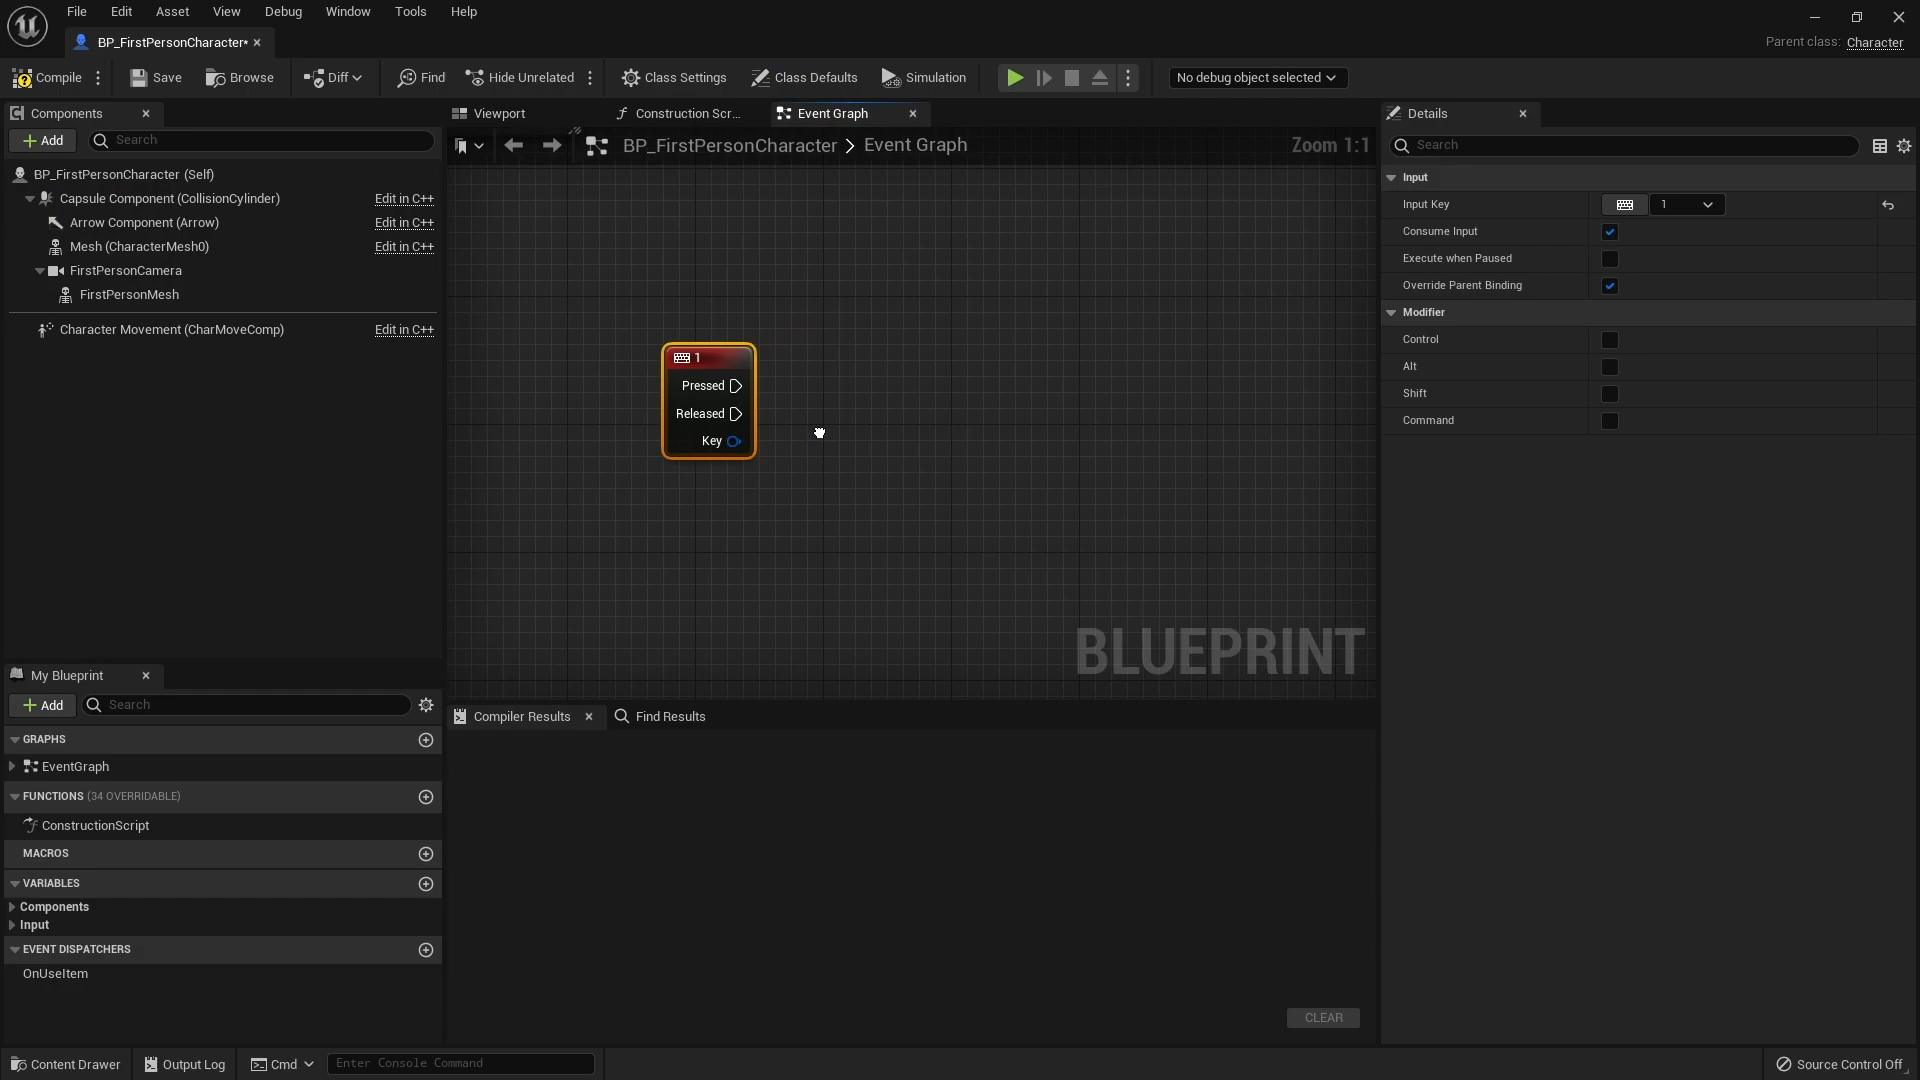 File Edit Asset View Debug Window Tools Help
BP_FirstPersonCharacter*
Parent class: Character
Compile Save Browse Diff Find Hide Unrelated Class Settings Class Defaults Simulation No debug object selected
Components
Add Search
BP_FirstPersonCharacter (Self)
Capsule Component (CollisionCylinder) Edit in C++
Arrow Component (Arrow) Edit in C++
Mesh (CharacterMesh0) Edit in C++
FirstPersonCamera
FirstPersonMesh
Character Movement (CharMoveComp) Edit in C++
My Blueprint
Add Search
GRAPHS
EventGraph
FUNCTIONS (34 OVERRIDABLE)
ConstructionScript
MACROS
VARIABLES
Components
Input
EVENT DISPATCHERS
OnUseItem
Viewport Construction Scr... Event Graph
BP_FirstPersonCharacter > Event Graph Zoom 1:1
1
Pressed
Released
Key
BLUEPRINT
Compiler Results Find Results
CLEAR
Details
Search
Input
Input Key 1
Consume Input
Execute when Paused
Override Parent Binding
Modifier
Control
Alt
Shift
Command
Content Drawer Output Log Cmd Enter Console Command Source Control Off